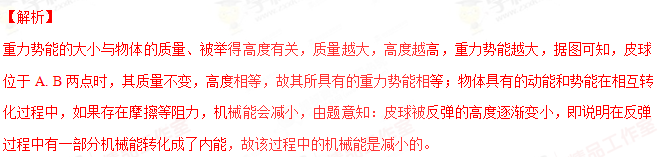 【解析】
重力势能的大小与物体的质量、被举得高度有关，质量越大，高度越高，重力势能越大，据图可知，皮球
位于 A. B 两点时，其质量不变，高度相等，故其所具有的重力势能相等；物体具有的动能和势能在相互转
化过程中，如果存在摩擦等阻力，机械能会减小，由题意知：皮球被反弹的高度逐渐变小，即说明在反弹
过程中有一部分机械能转化成了内能，故该过程中的机械能是减小的。